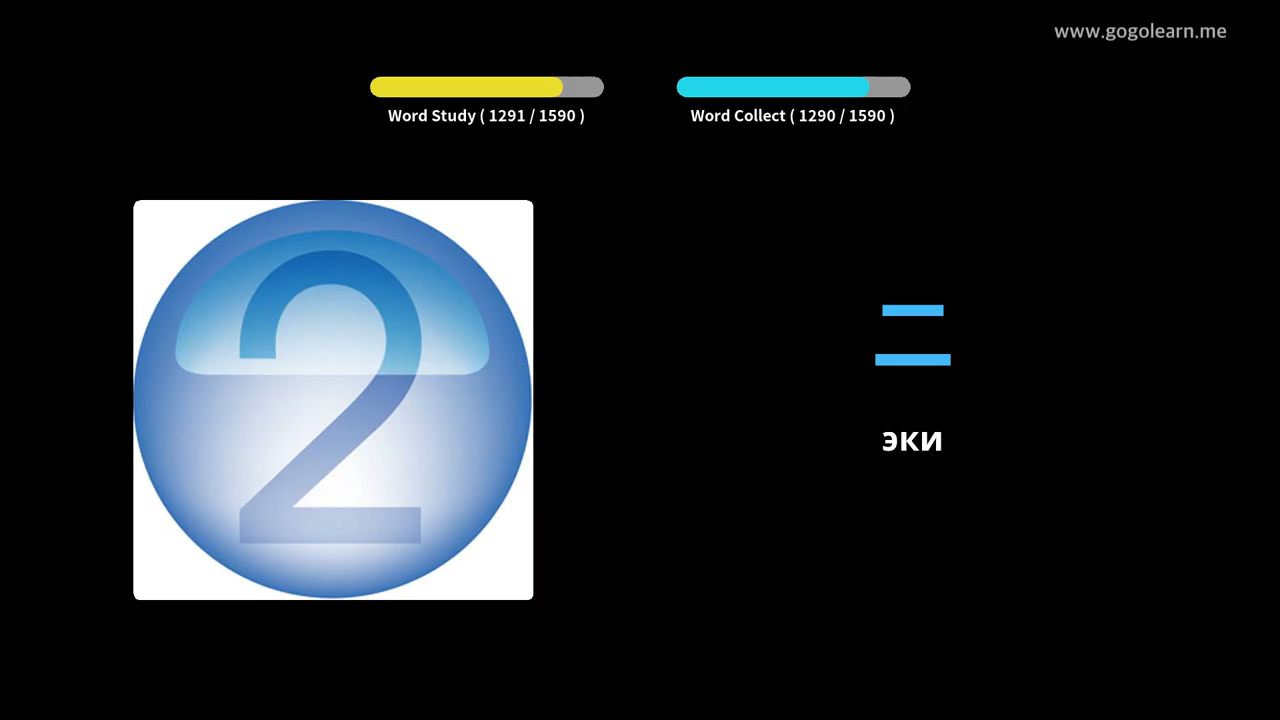 www.gogolearn.me
Word Study ( 1291 / 1590 )
Word Collect ( 1290 / 1590 )
2
二
эки